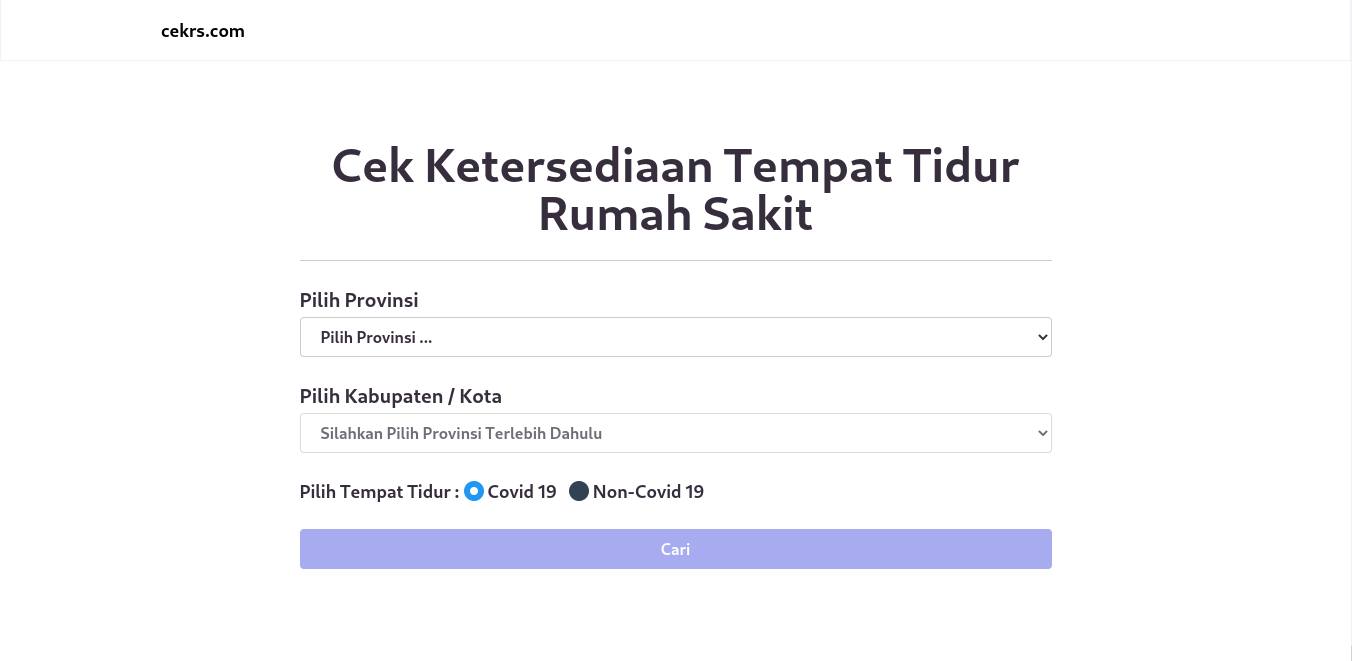 cekrs.com
Cek Ketersediaan Tempat Tidur
Rumah Sakit
Pilih Provinsi
Pilih Provinsi ...
Pilih Kabupaten / Kota
Silahkan Pilih Provinsi Terlebih Dahulu
Pilih Tempat Tidur : Covid 19 Non-Covid 19
Cari